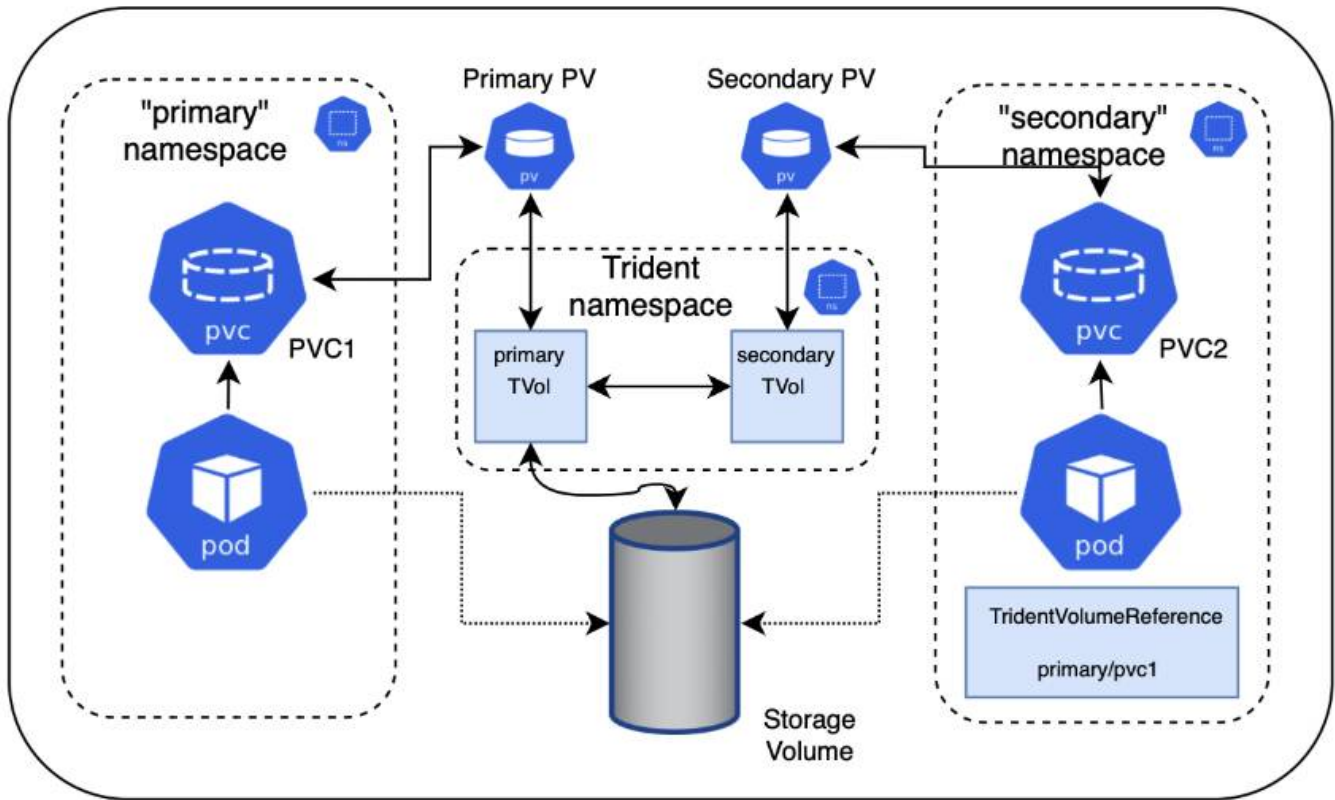 Primary PV
Secondary PV
"primary"
namespace
ns
pv
pv
"secondary"
namespace
ns
Trident
namespace
ns
pvc
PVC1
primary
TVol
secondary
TVol
pvc
PVC2
pod
pod
TridentVolumeReference
primary/pvc1
Storage
Volume